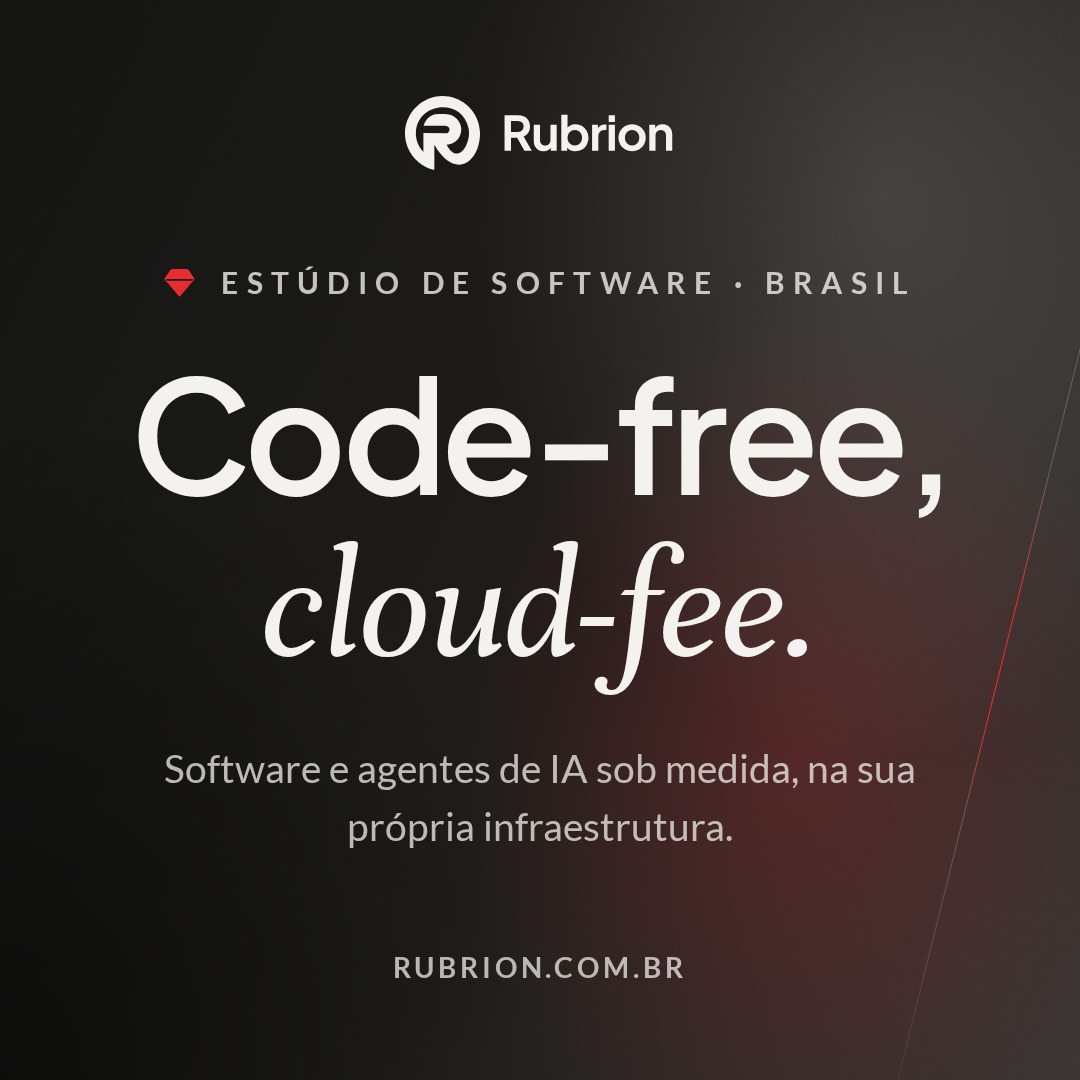 Rubrion
ESTÚDIO DE SOFTWARE · BRASIL
Code-free,
cloud-fee.
Software e agentes de IA sob medida, na sua
própria infraestrutura.
RUBRION.COM.BR